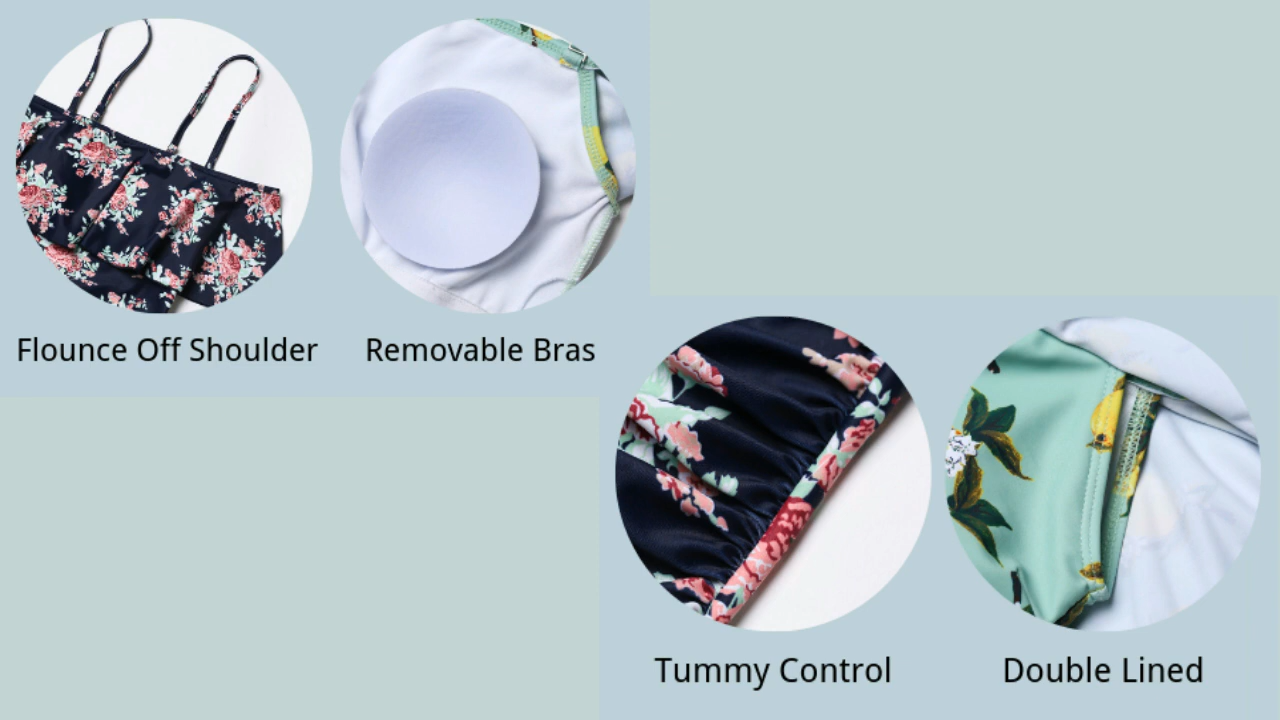 Flounce Off Shoulder
Removable Bras
Tummy Control
Double Lined